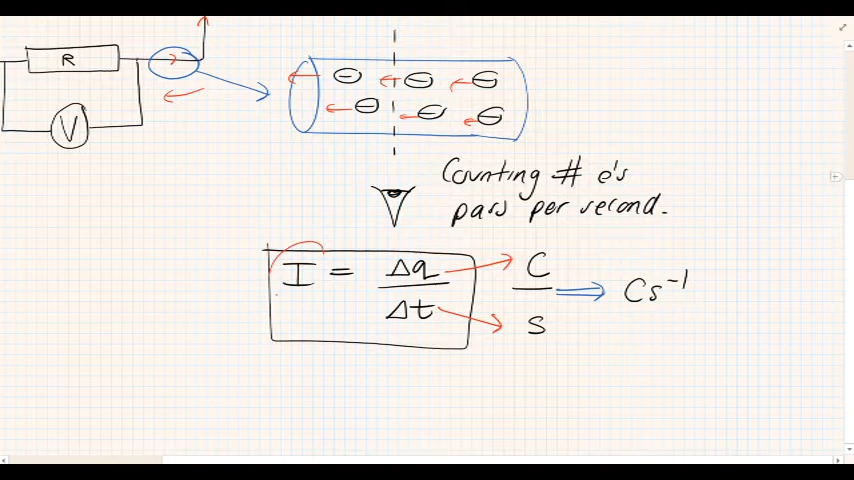 R
V
Counting # e's
pass per second.
I = Δq / Δt
C / s
Cs⁻¹